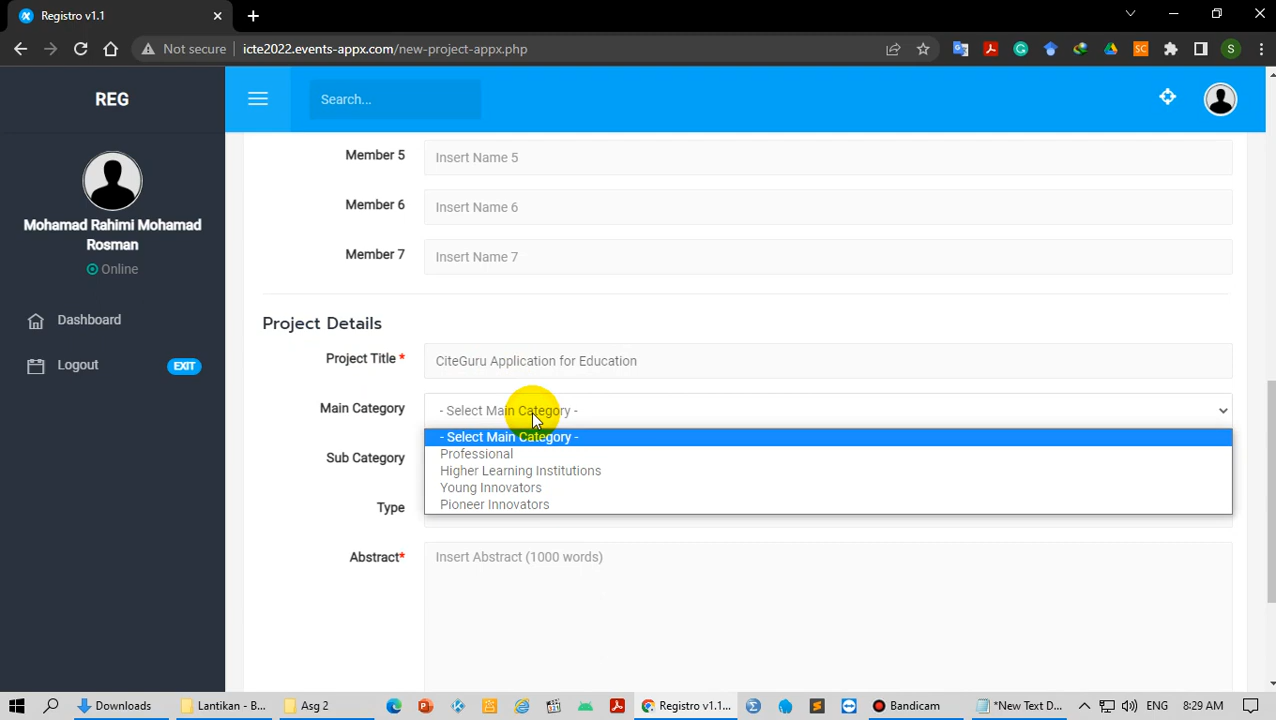 Registro v1.1
Not secure
icte2022.events-appx.com/new-project-appx.php
S
REG
Search...
Mohamad Rahimi Mohamad
Rosman
Online
Dashboard
Logout
EXIT
Member 5
Insert Name 5
Member 6
Insert Name 6
Member 7
Insert Name 7
Project Details
Project Title *
CiteGuru Application for Education
Main Category
- Select Main Category -
- Select Main Category -
Professional
Higher Learning Institutions
Young Innovators
Pioneer Innovators
Sub Category
Type
Abstract*
Insert Abstract (1000 words)
Downloads
Lantikan - B...
Asg 2
Registro v1.1...
Bandicam
*New Text D...
ENG
8:29 AM